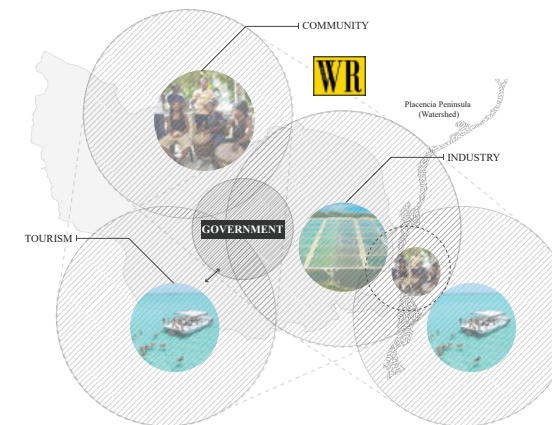 COMMUNITY
WR
Placencia Peninsula
(Watershed)
INDUSTRY
GOVERNMENT
TOURISM